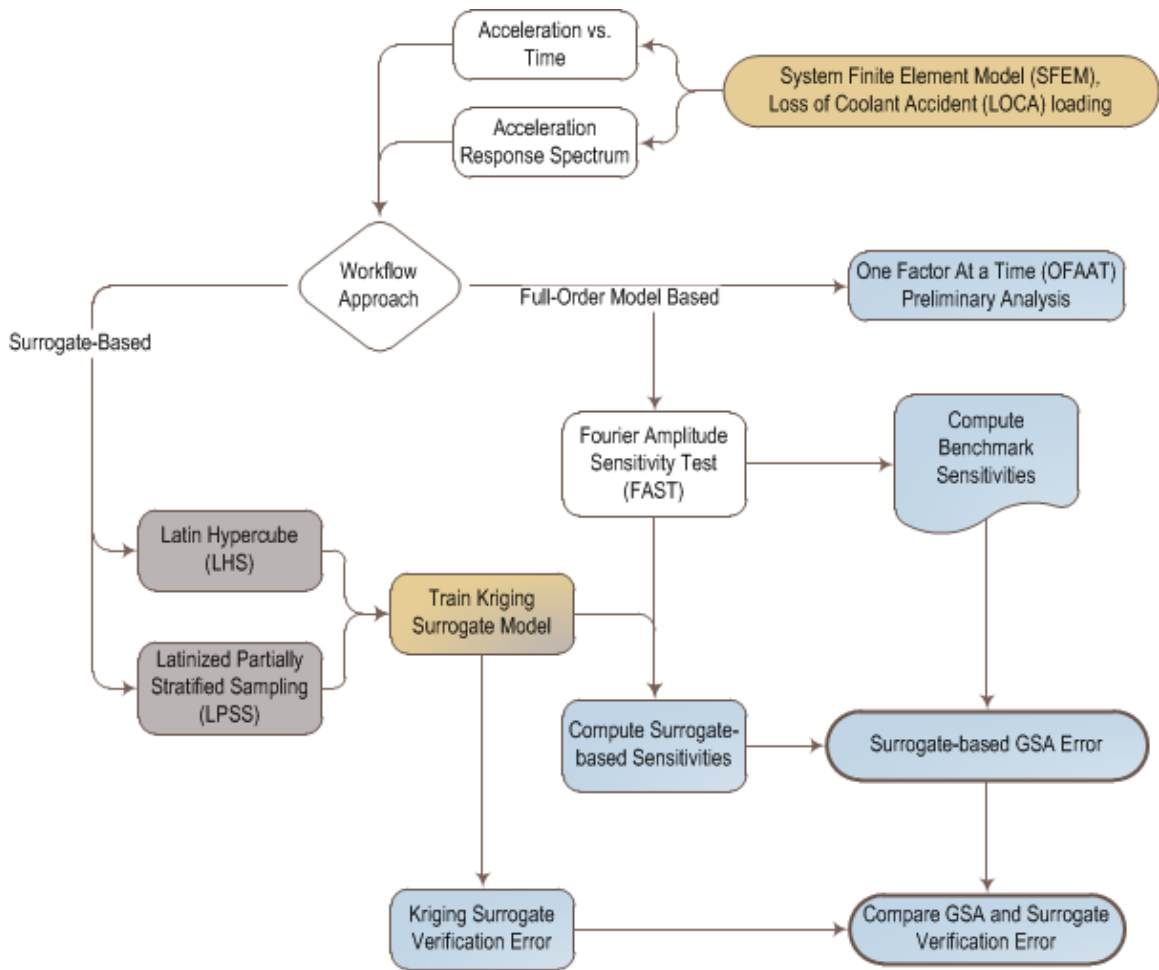 Acceleration vs.
Time
System Finite Element Model (SFEM),
Loss of Coolant Accident (LOCA) loading
Acceleration
Response Spectrum
Workflow
Approach
One Factor At a Time (OFAAT)
Preliminary Analysis
Full-Order Model Based
Surrogate-Based
Fourier Amplitude
Sensitivity Test
(FAST)
Compute
Benchmark
Sensitivities
Latin Hypercube
(LHS)
Train Kriging
Surrogate Model
Latinized Partially
Stratified Sampling
(LPSS)
Compute Surrogate-
based Sensitivities
Surrogate-based GSA Error
Kriging Surrogate
Verification Error
Compare GSA and Surrogate
Verification Error